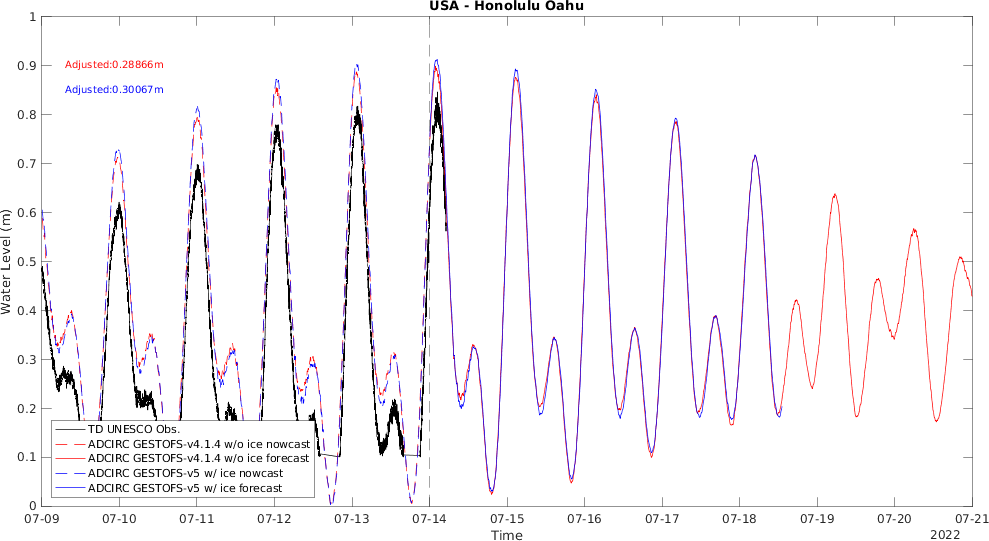 USA - Honolulu Oahu
Adjusted:0.28866m
Adjusted:0.30067m
Water Level (m)
1
0.9
0.8
0.7
0.6
0.5
0.4
0.3
0.2
0.1
0
TD UNESCO Obs.
ADCIRC GESTOFS-v4.1.4 w/o ice nowcast
ADCIRC GESTOFS-v4.1.4 w/o ice forecast
ADCIRC GESTOFS-v5 w/ ice nowcast
ADCIRC GESTOFS-v5 w/ ice forecast
07-09 07-10 07-11 07-12 07-13 07-14 07-15 07-16 07-17 07-18 07-19 07-20 07-21
Time
2022